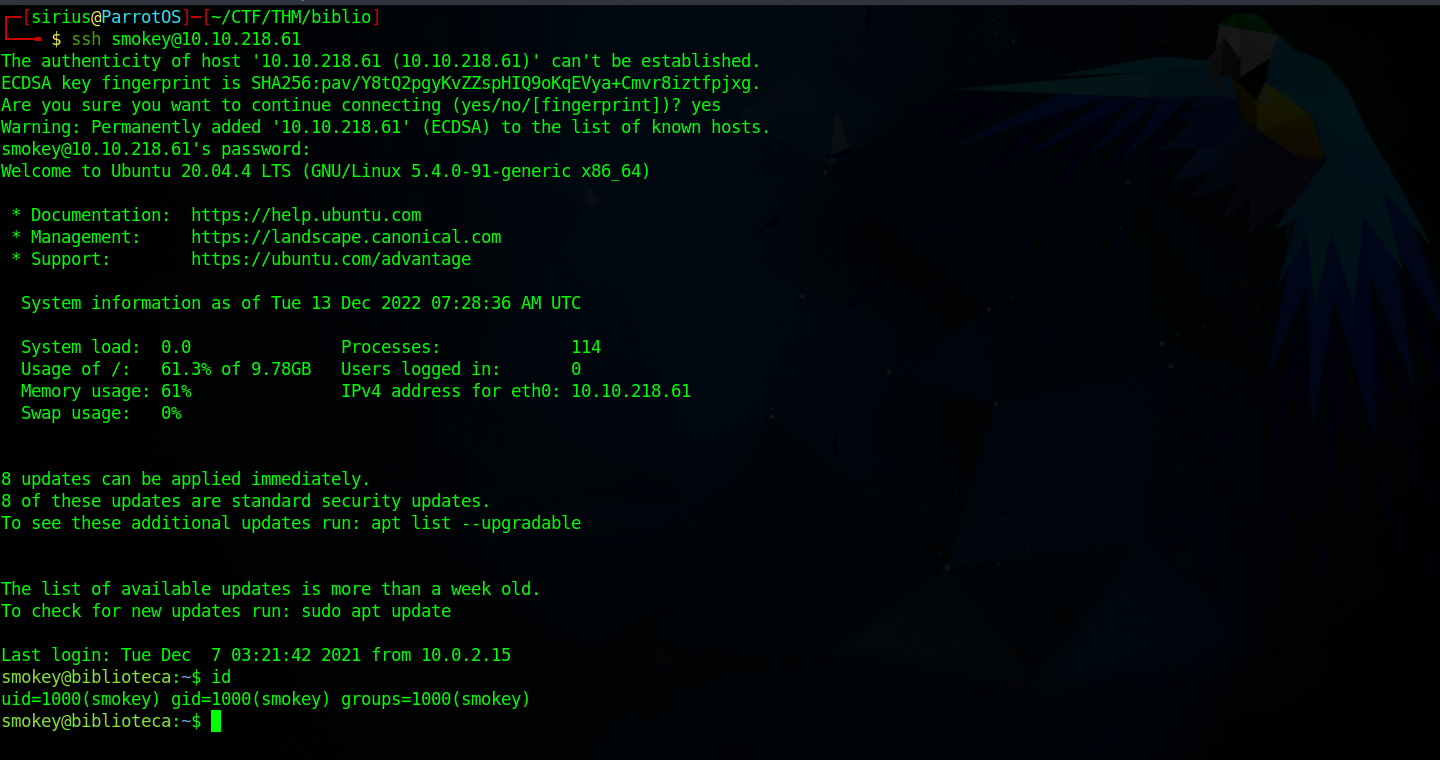 ┌─[sirius@ParrotOS]─[~/CTF/THM/biblio]
└──╼ $ ssh smokey@10.10.218.61
The authenticity of host '10.10.218.61 (10.10.218.61)' can't be established.
ECDSA key fingerprint is SHA256:pav/Y8tQ2pgyKvZZspHIQ9oKqEVya+Cmvr8iztfpjxg.
Are you sure you want to continue connecting (yes/no/[fingerprint])? yes
Warning: Permanently added '10.10.218.61' (ECDSA) to the list of known hosts.
smokey@10.10.218.61's password:
Welcome to Ubuntu 20.04.4 LTS (GNU/Linux 5.4.0-91-generic x86_64)

 * Documentation:  https://help.ubuntu.com
 * Management:     https://landscape.canonical.com
 * Support:        https://ubuntu.com/advantage

  System information as of Tue 13 Dec 2022 07:28:36 AM UTC

  System load:  0.0               Processes:             114
  Usage of /:   61.3% of 9.78GB   Users logged in:       0
  Memory usage: 61%               IPv4 address for eth0: 10.10.218.61
  Swap usage:   0%

8 updates can be applied immediately.
8 of these updates are standard security updates.
To see these additional updates run: apt list --upgradable

The list of available updates is more than a week old.
To check for new updates run: sudo apt update

Last login: Tue Dec  7 03:21:42 2021 from 10.0.2.15
smokey@biblioteca:~$ id
uid=1000(smokey) gid=1000(smokey) groups=1000(smokey)
smokey@biblioteca:~$